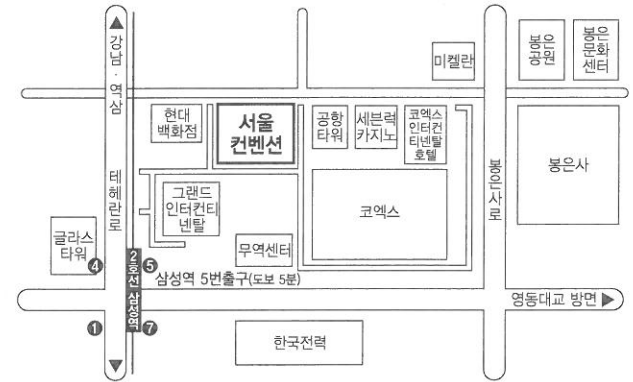 ▲
강남·역삼
미켈란
봉은
공원
봉은
문화
센터
현대
백화점
서울
컨벤션
공항
타워
세븐럭
카지노
코엑스
인터컨
티넨탈
호텔
테헤란로
그랜드
인터컨티
넨탈
코엑스
봉은사로
봉은사
글라스
타워
무역센터
4
2호선 삼성역
5
삼성역 5번출구(도보 5분)
영동대교 방면 ▶
1
7
한국전력
▼